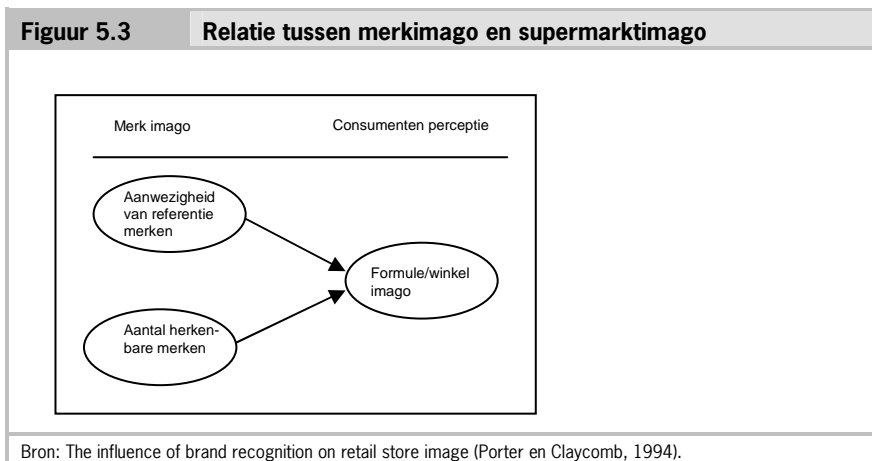 Figuur 5.3 Relatie tussen merkimago en supermarktimago
Merk imago Consumenten perceptie
Aanwezigheid
van referentie
merken
Formule/winkel
imago
Aantal herken-
bare merken
Bron: The influence of brand recognition on retail store image (Porter en Claycomb, 1994).